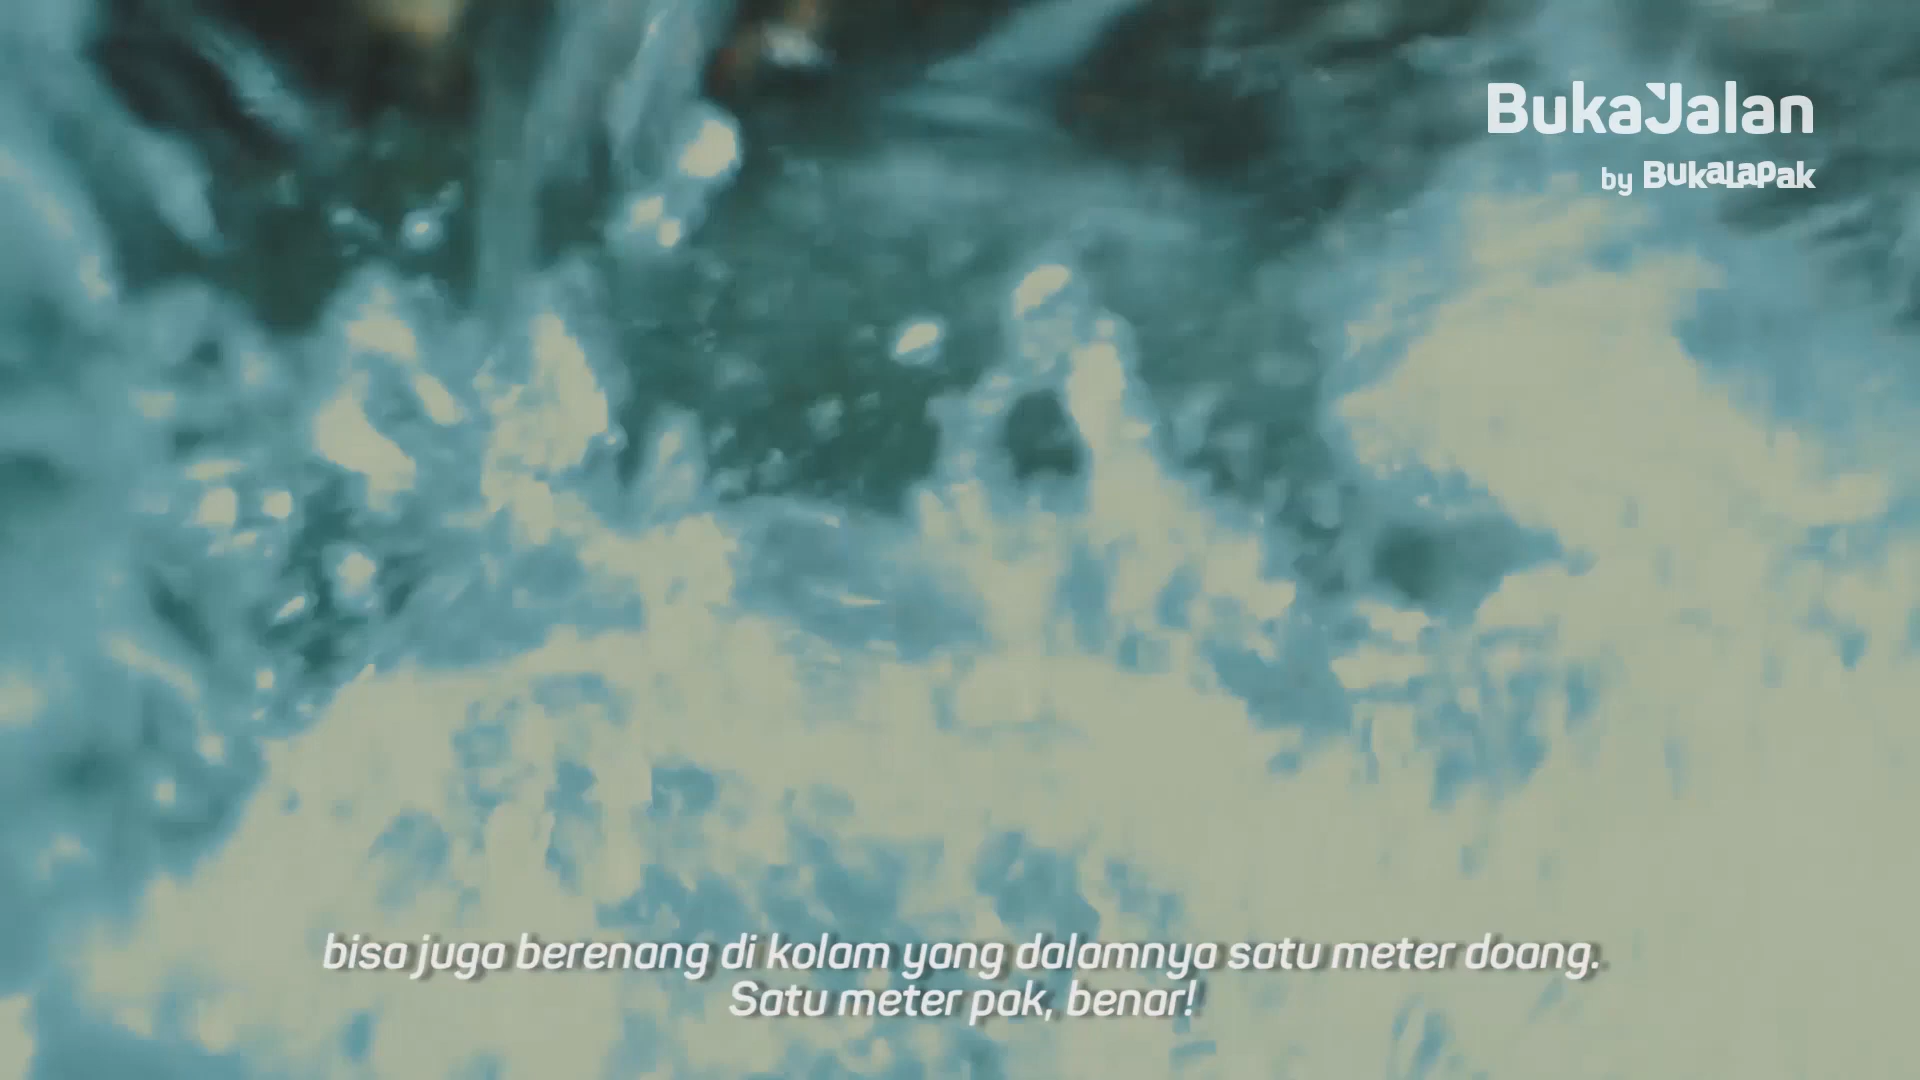 BukaJalan
by BukaLapak
bisa juga berenang di kolam yang dalamnya satu meter doang.
Satu meter pak, benar!